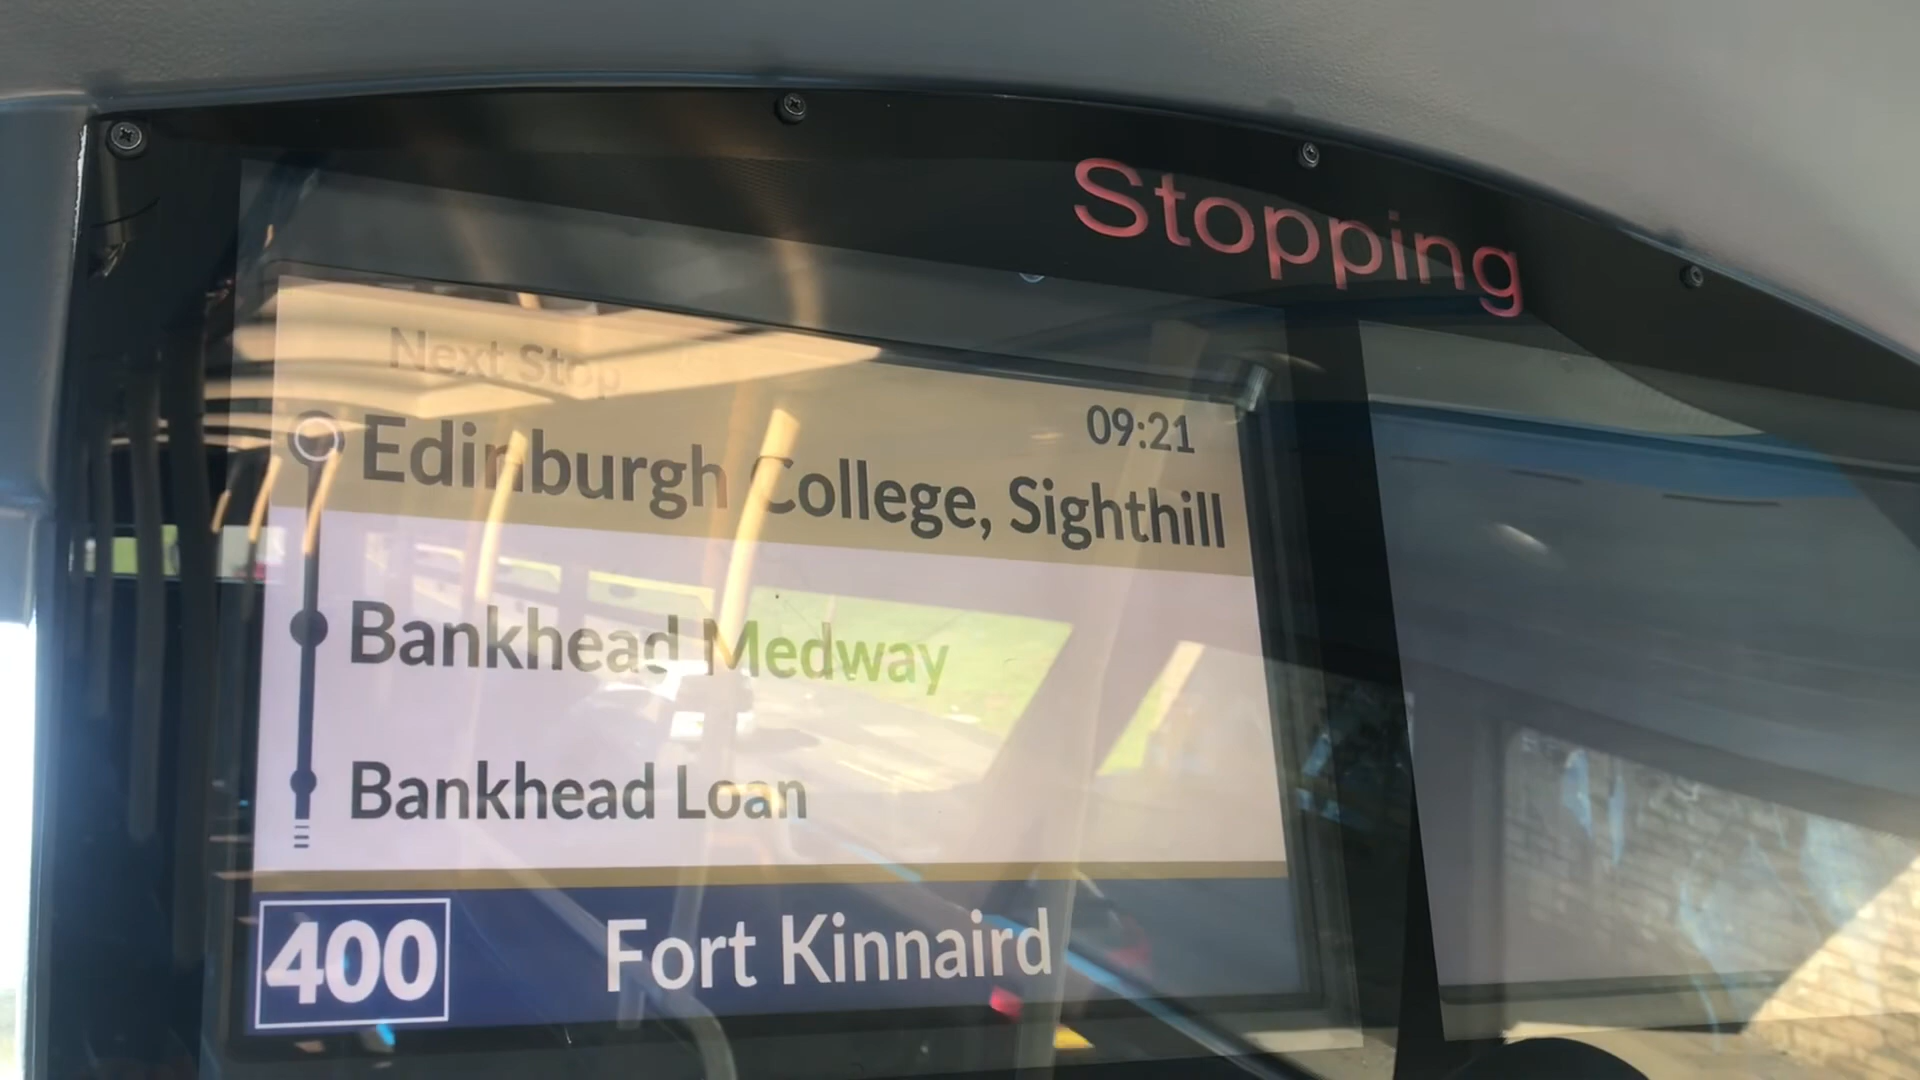 Stopping
Next Stop
09:21
Edinburgh College, Sighthill
Bankhead Medway
Bankhead Loan
400 Fort Kinnaird